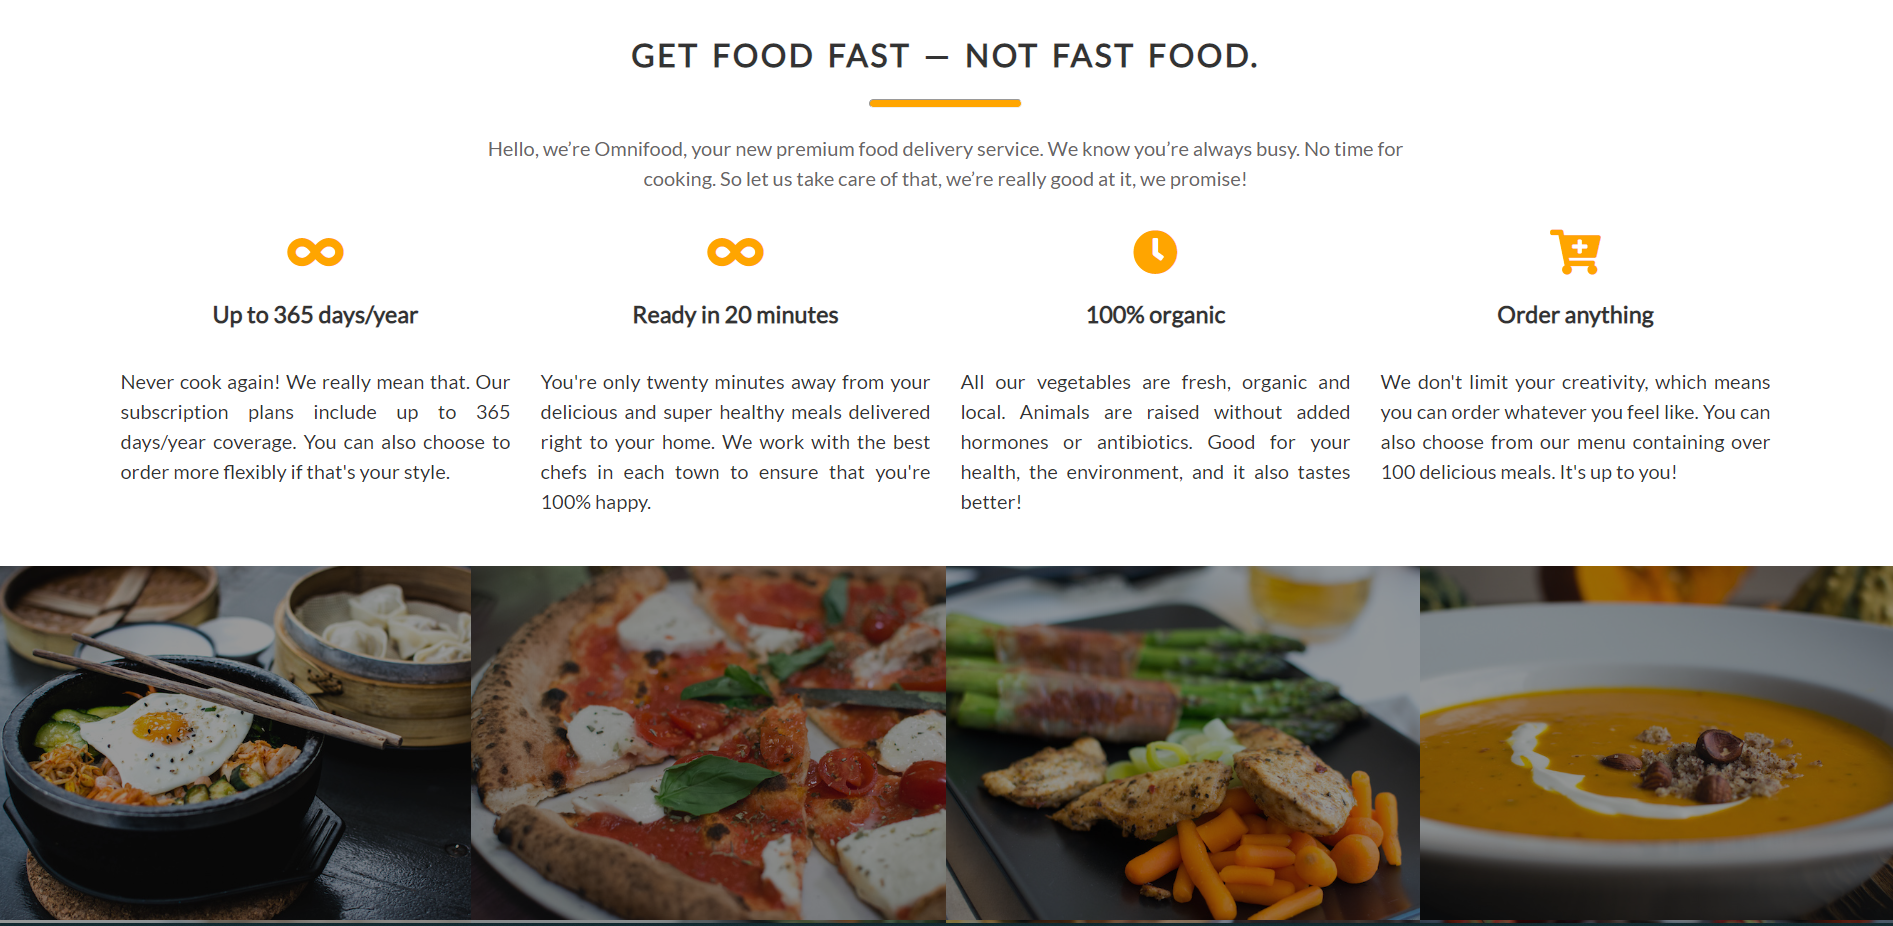 GET FOOD FAST — NOT FAST FOOD.
Hello, we’re Omnifood, your new premium food delivery service. We know you’re always busy. No time for
cooking. So let us take care of that, we’re really good at it, we promise!
Up to 365 days/year
Never cook again! We really mean that. Our
subscription plans include up to 365
days/year coverage. You can also choose to
order more flexibly if that's your style.
Ready in 20 minutes
You're only twenty minutes away from your
delicious and super healthy meals delivered
right to your home. We work with the best
chefs in each town to ensure that you're
100% happy.
100% organic
All our vegetables are fresh, organic and
local. Animals are raised without added
hormones or antibiotics. Good for your
health, the environment, and it also tastes
better!
Order anything
We don't limit your creativity, which means
you can order whatever you feel like. You can
also choose from our menu containing over
100 delicious meals. It's up to you!